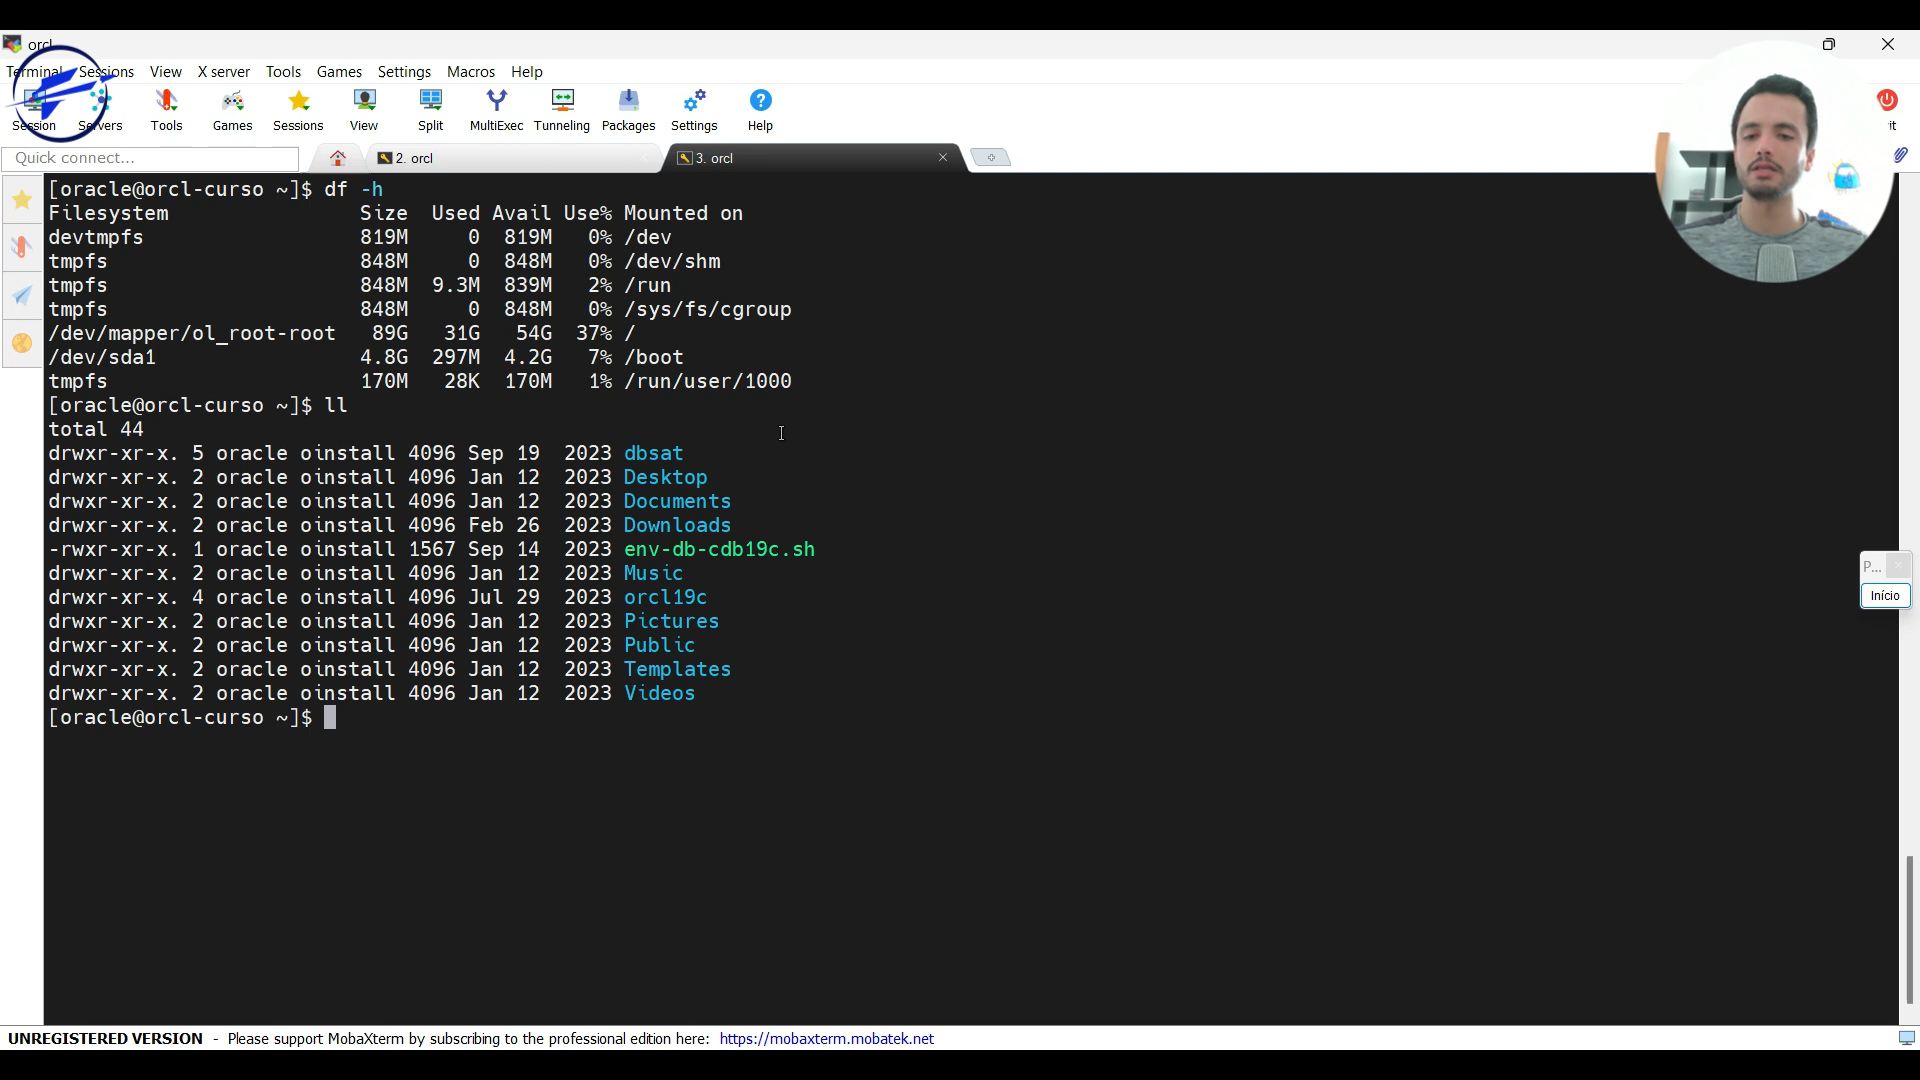 orcl
Terminal Sessions View X server Tools Games Settings Macros Help
Session Servers Tools Games Sessions View Split MultiExec Tunneling Packages Settings Help it
Quick connect...
2. orcl
3. orcl
[oracle@orcl-curso ~]$ df -h
Filesystem Size Used Avail Use% Mounted on
devtmpfs 819M 0 819M 0% /dev
tmpfs 848M 0 848M 0% /dev/shm
tmpfs 848M 9.3M 839M 2% /run
tmpfs 848M 0 848M 0% /sys/fs/cgroup
/dev/mapper/ol_root-root 89G 31G 54G 37% /
/dev/sda1 4.8G 297M 4.2G 7% /boot
tmpfs 170M 28K 170M 1% /run/user/1000
[oracle@orcl-curso ~]$ ll
total 44
drwxr-xr-x. 5 oracle oinstall 4096 Sep 19 2023 dbsat
drwxr-xr-x. 2 oracle oinstall 4096 Jan 12 2023 Desktop
drwxr-xr-x. 2 oracle oinstall 4096 Jan 12 2023 Documents
drwxr-xr-x. 2 oracle oinstall 4096 Feb 26 2023 Downloads
-rwxr-xr-x. 1 oracle oinstall 1567 Sep 14 2023 env-db-cdb19c.sh
drwxr-xr-x. 2 oracle oinstall 4096 Jan 12 2023 Music
drwxr-xr-x. 4 oracle oinstall 4096 Jul 29 2023 orcl19c
drwxr-xr-x. 2 oracle oinstall 4096 Jan 12 2023 Pictures
drwxr-xr-x. 2 oracle oinstall 4096 Jan 12 2023 Public
drwxr-xr-x. 2 oracle oinstall 4096 Jan 12 2023 Templates
drwxr-xr-x. 2 oracle oinstall 4096 Jan 12 2023 Videos
[oracle@orcl-curso ~]$
P...
Início
UNREGISTERED VERSION - Please support MobaXterm by subscribing to the professional edition here: https://mobaxterm.mobatek.net